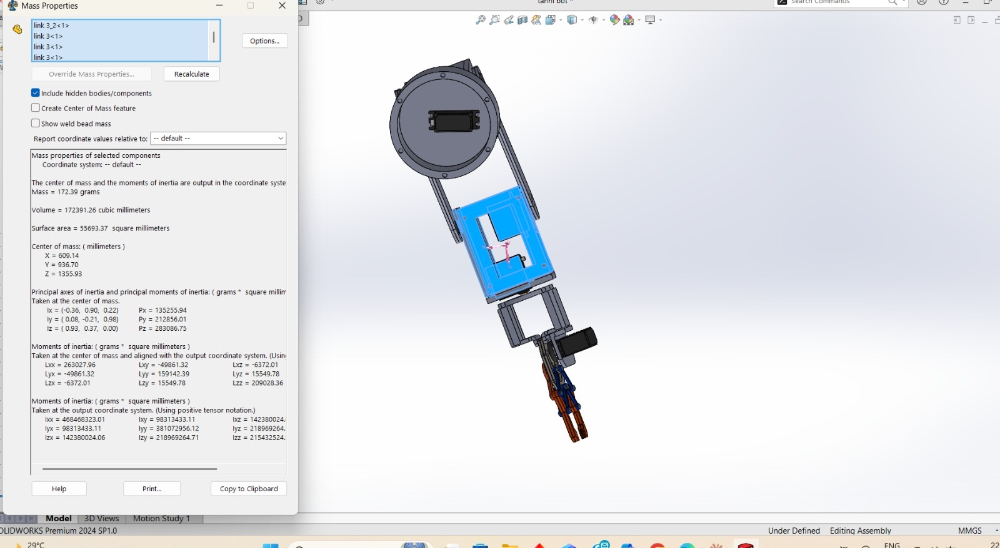 Mass Properties
tanni bot *
Search Commands
link 3_2<1>
link 3<1>
link 3<1>
link 3<1>
Options...
Override Mass Properties...
Recalculate
Include hidden bodies/components
Create Center of Mass feature
Show weld bead mass
Report coordinate values relative to:
-- default --
Mass properties of selected components
Coordinate system: -- default --
The center of mass and the moments of inertia are output in the coordinate syste
Mass = 172.39 grams
Volume = 172391.26 cubic millimeters
Surface area = 55693.37 square millimeters
Center of mass: ( millimeters )
X = 609.14
Y = 936.70
Z = 1355.93
Principal axes of inertia and principal moments of inertia: ( grams * square millim
Taken at the center of mass.
Ix = (-0.36, 0.90, 0.22) Px = 135255.94
Iy = ( 0.08, -0.21, 0.98) Py = 212856.01
Iz = ( 0.93, 0.37, 0.00) Pz = 283086.75
Moments of inertia: ( grams * square millimeters )
Taken at the center of mass and aligned with the output coordinate system. (Using
Lxx = 263027.96 Lxy = -49861.32 Lxz = -6372.01
Lyx = -49861.32 Lyy = 159142.39 Lyz = 15549.78
Lzx = -6372.01 Lzy = 15549.78 Lzz = 209028.36
Moments of inertia: ( grams * square millimeters )
Taken at the output coordinate system. (Using positive tensor notation.)
Ixx = 468468323.01 Ixy = 98313433.11 Ixz = 142380024.
Iyx = 98313433.11 Iyy = 381072956.12 Iyz = 218969264.
Izx = 142380024.06 Izy = 218969264.71 Izz = 215432524.
Help
Print...
Copy to Clipboard
Model
3D Views
Motion Study 1
OLIDWORKS Premium 2024 SP1.0
Under Defined
Editing Assembly
MMGS
29°C
ENG
22